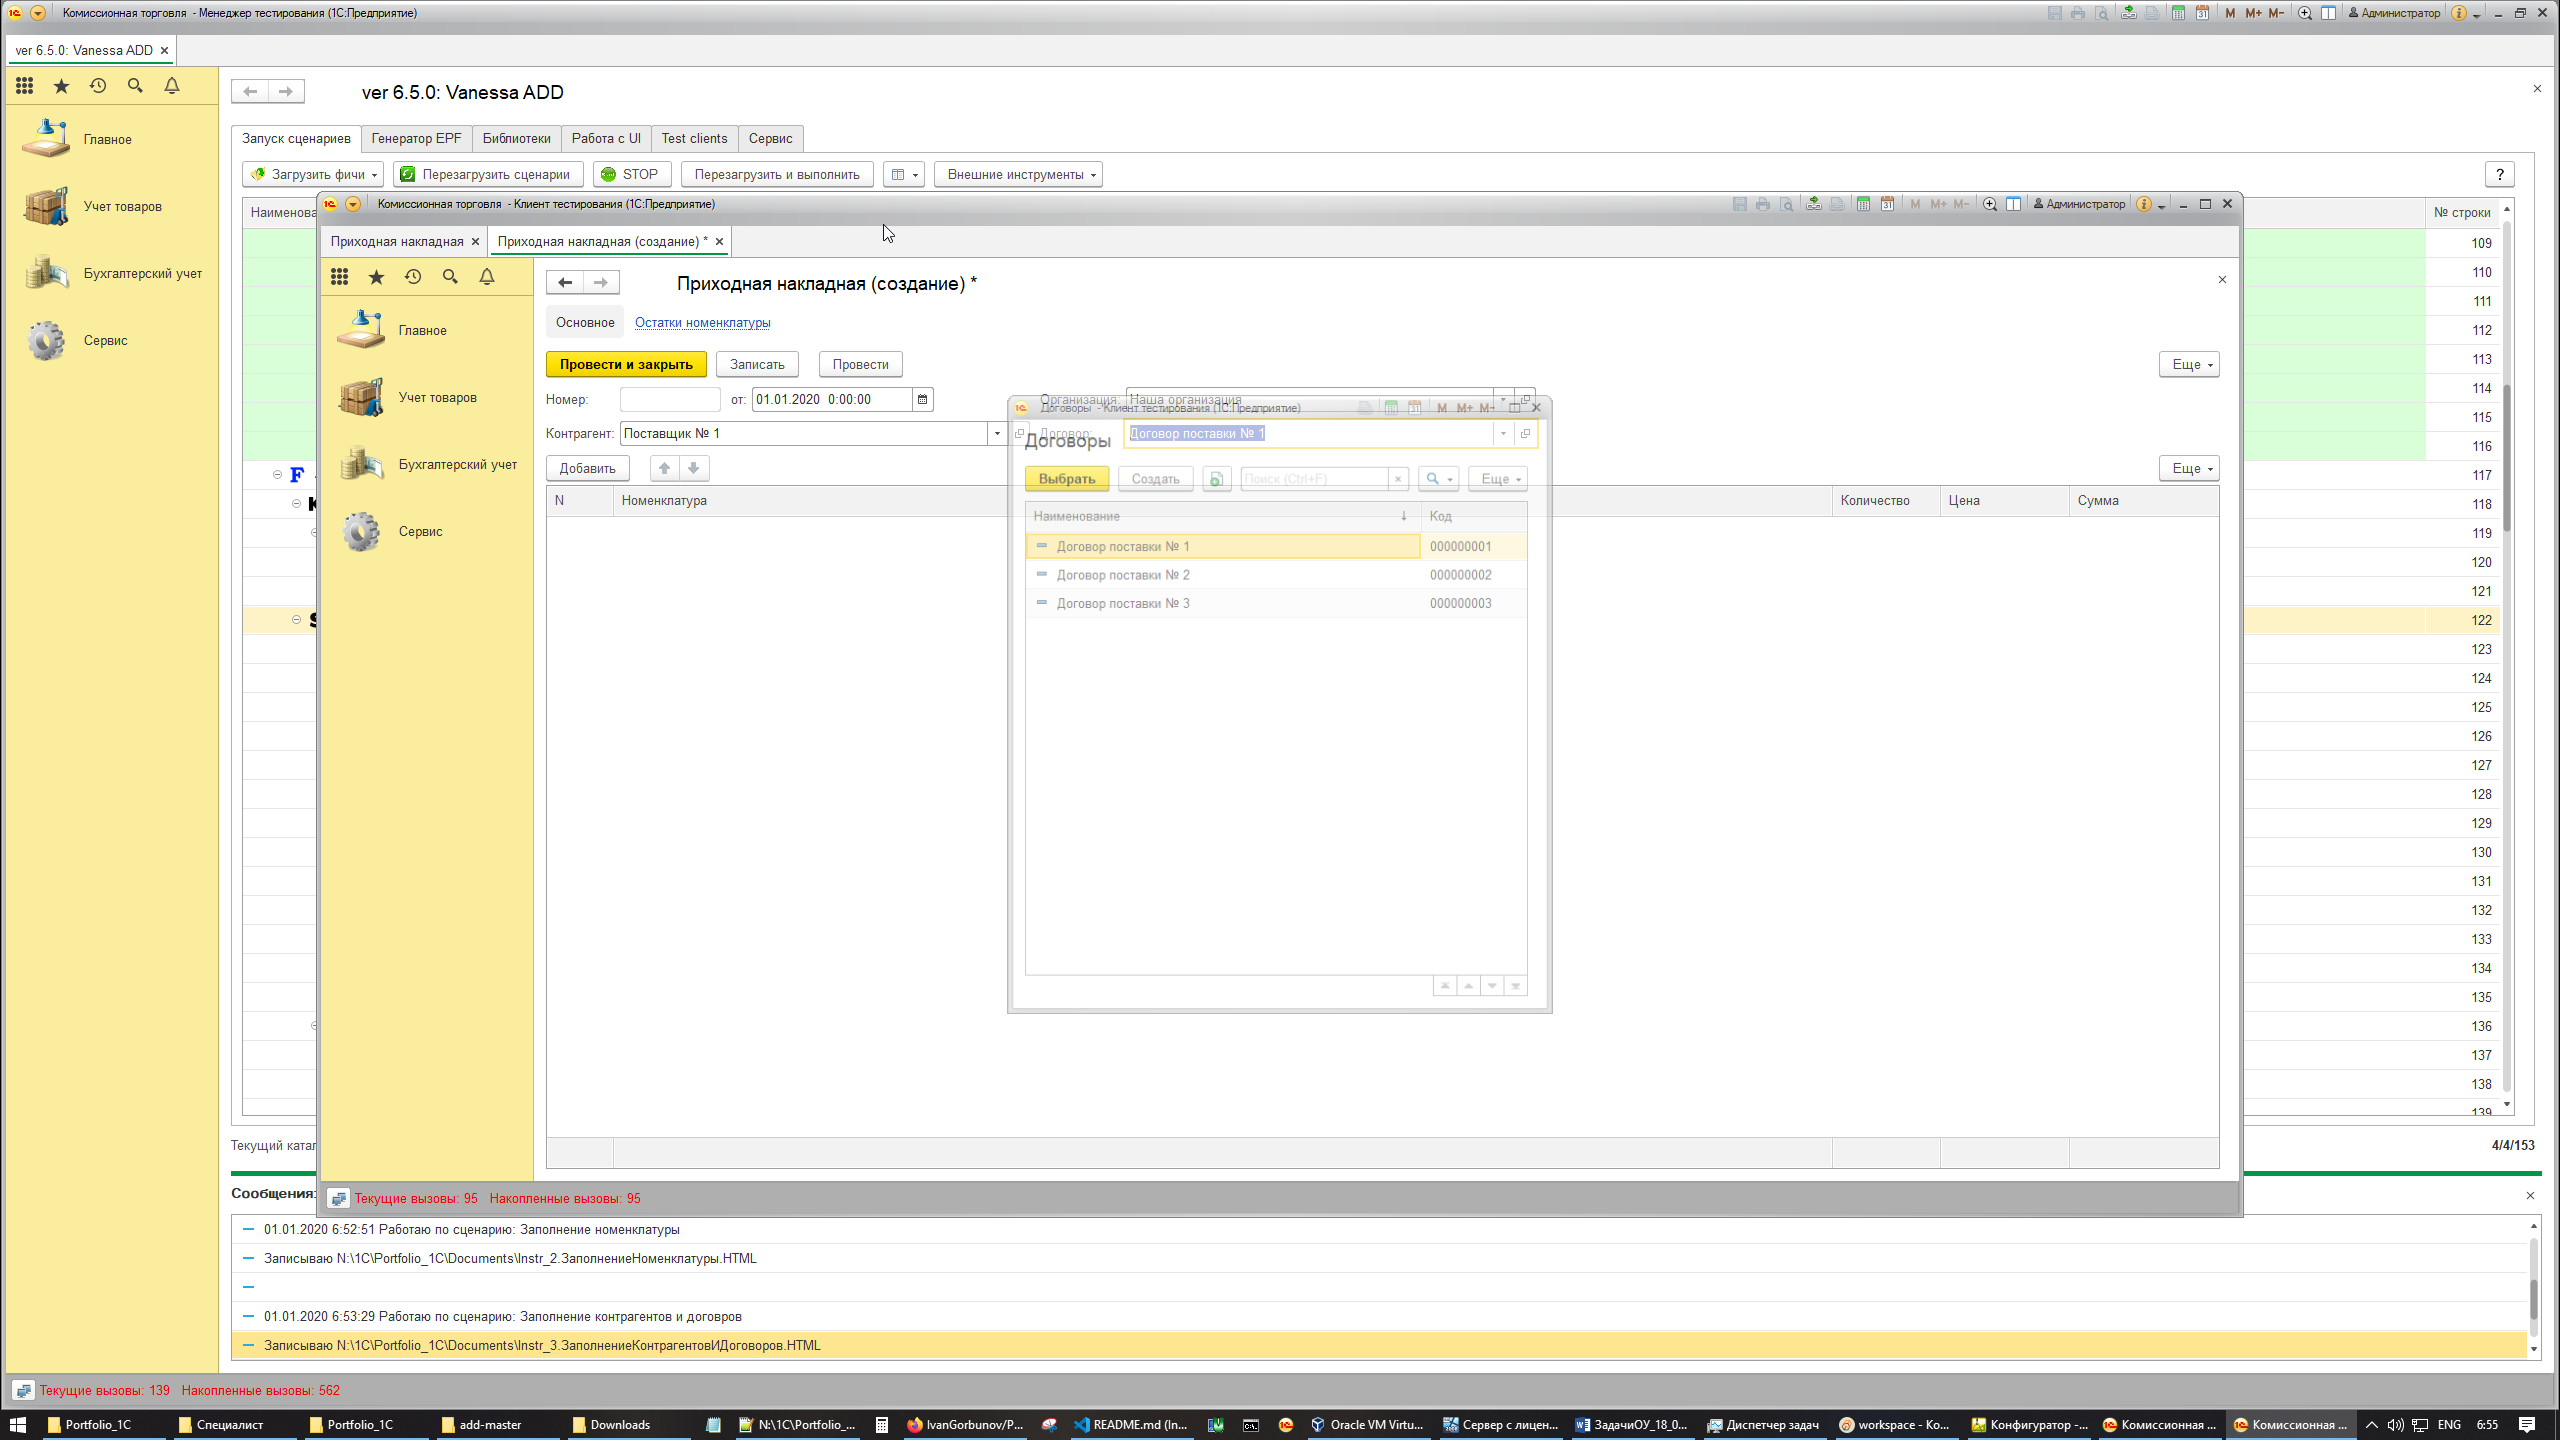 Комиссионная торговля - Менеджер тестирования (1С:Предприятие)
M M+ M- Администратор
ver 6.5.0: Vanessa ADD
ver 6.5.0: Vanessa ADD
Главное
Учет товаров
Бухгалтерский учет
Сервис
Запуск сценариев Генератор EPF Библиотеки Работа с UI Test clients Сервис
Загрузить фичи Перезагрузить сценарии STOP Перезагрузить и выполнить Внешние инструменты ?
№ строки
109
110
111
112
113
114
115
116
117
118
119
120
121
122
123
124
125
126
127
128
129
130
131
132
133
134
135
136
137
138
139
Комиссионная торговля - Клиент тестирования (1С:Предприятие)
M M+ M- Администратор
Приходная накладная Приходная накладная (создание) *
Приходная накладная (создание) *
Главное
Учет товаров
Бухгалтерский учет
Сервис
Основное Остатки номенклатуры
Провести и закрыть Записать Провести Еще
Номер: от: 01.01.2020 0:00:00 Организация: Наша организация
Контрагент: Поставщик № 1 Договор: Договор поставки № 1
Добавить Еще
N Номенклатура Количество Цена Сумма
Договоры - Клиент тестирования (1С:Предприятие) M M+ M-
Договоры
Выбрать Создать Поиск (Ctrl+F) Еще
Наименование Код
Договор поставки № 1 000000001
Договор поставки № 2 000000002
Договор поставки № 3 000000003
Текущие вызовы: 95 Накопленные вызовы: 95
4/4/153
Сообщения:
01.01.2020 6:52:51 Работаю по сценарию: Заполнение номенклатуры
Записываю N:\1C\Portfolio_1C\Documents\Instr_2.ЗаполнениеНоменклатуры.HTML
01.01.2020 6:53:29 Работаю по сценарию: Заполнение контрагентов и договров
Записываю N:\1C\Portfolio_1C\Documents\Instr_3.ЗаполнениеКонтрагентовИДоговоров.HTML
Текущие вызовы: 139 Накопленные вызовы: 562
Portfolio_1C Специалист Portfolio_1C add-master Downloads N:\1C\Portfolio_... IvanGorbunov/P... README.md (In... Oracle VM Virtu... Сервер с лицен... ЗадачиОУ_18_0... Диспетчер задач workspace - Ко... Конфигуратор -... Комиссионная ... Комиссионная ... ENG 6:55